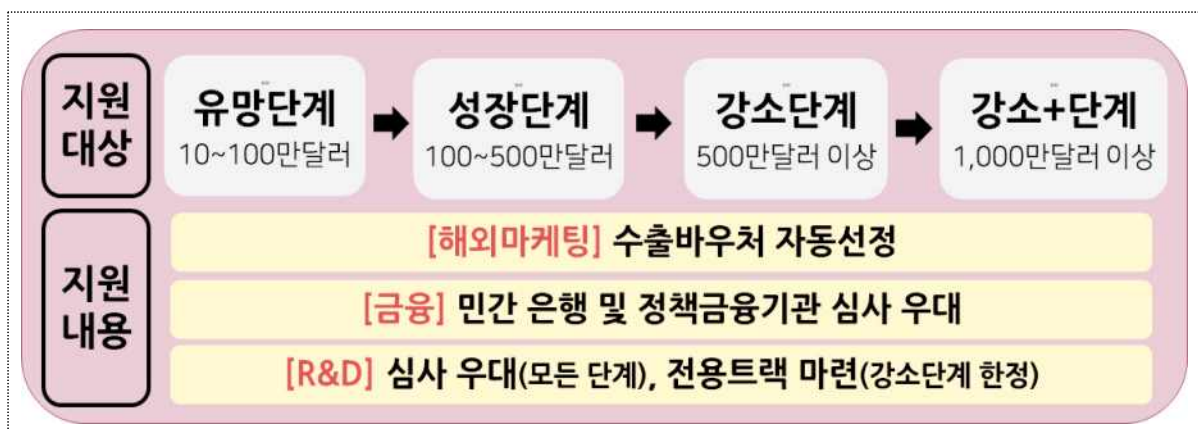 지원
대상
유망단계
10~100만달러
성장단계
100~500만달러
강소단계
500만달러 이상
강소+단계
1,000만달러 이상
지원
내용
[해외마케팅] 수출바우처 자동선정
[금융] 민간 은행 및 정책금융기관 심사 우대
[R&D] 심사 우대(모든 단계), 전용트랙 마련(강소단계 한정)